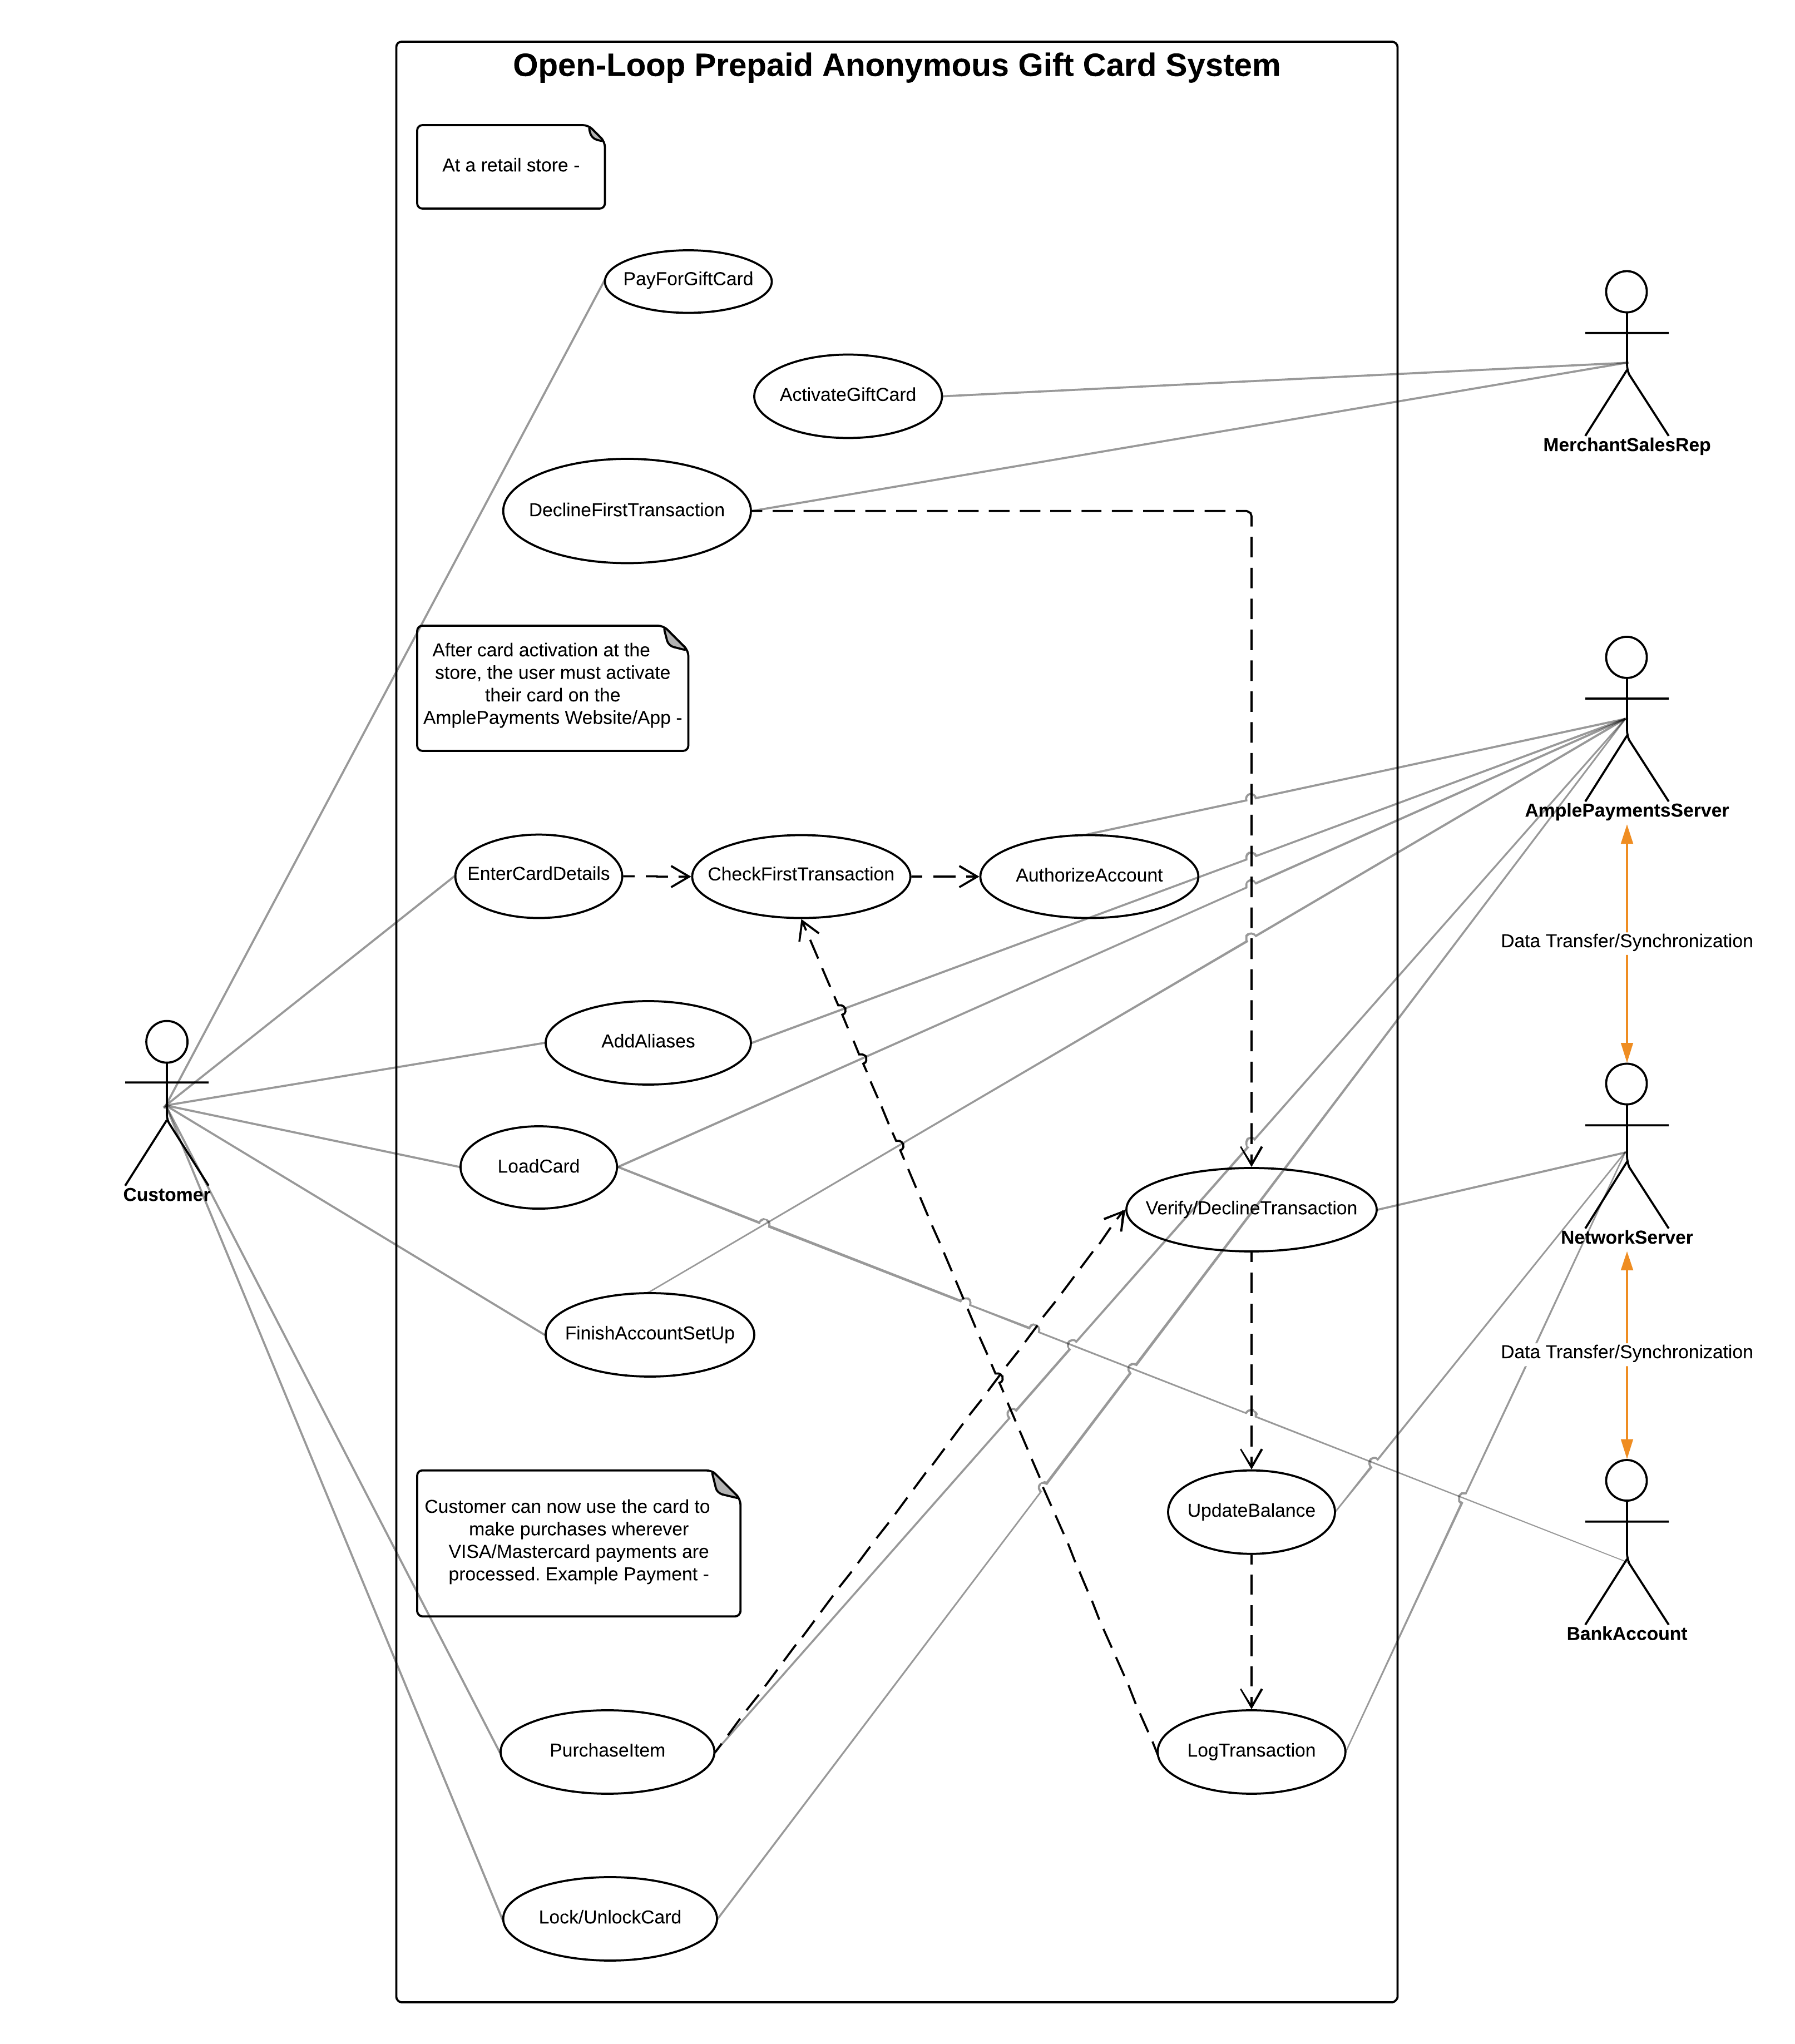 Open-Loop Prepaid Anonymous Gift Card System
At a retail store -
PayForGiftCard
ActivateGiftCard
MerchantSalesRep
DeclineFirstTransaction
After card activation at the
store, the user must activate
their card on the
AmplePayments Website/App -
AmplePaymentsServer
EnterCardDetails
CheckFirstTransaction
AuthorizeAccount
Data Transfer/Synchronization
AddAliases
LoadCard
Customer
Verify/DeclineTransaction
NetworkServer
FinishAccountSetUp
Data Transfer/Synchronization
Customer can now use the card to
make purchases wherever
VISA/Mastercard payments are
processed. Example Payment -
UpdateBalance
BankAccount
PurchaseItem
LogTransaction
Lock/UnlockCard